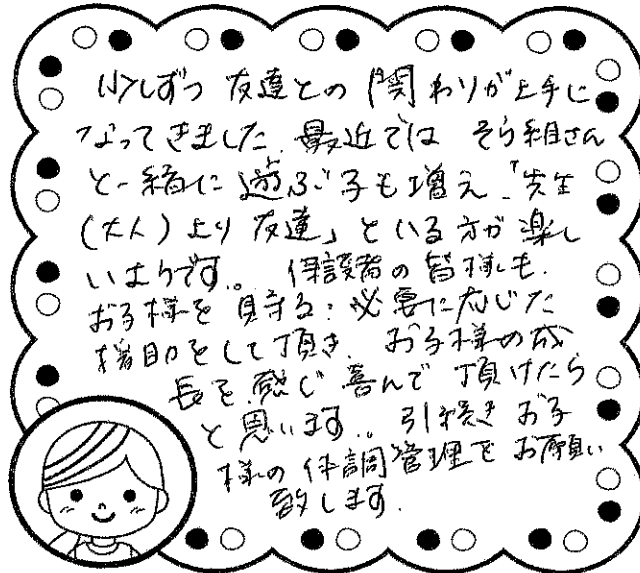 少しずつ 友達との 関わりが上手に
なってきました。最近では そら組さん
と一緒に遊ぶ子も増え、「先生
(大人)より 友達」といる方が楽し
いようです。 保護者の皆様も、
お子様を 見守る：必要に応じた
援助をして頂き、お子様の成
長を、感じ 喜んで 頂けたら
と思います。引き続き お子
様の体調管理をお願い
致します。